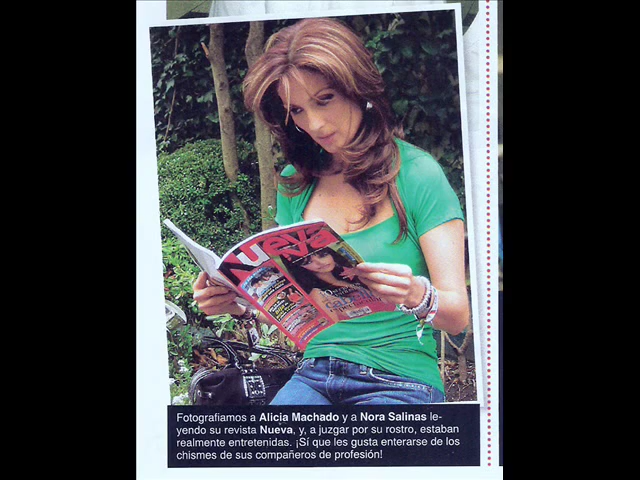 Nueva
Fotografiamos a Alicia Machado y a Nora Salinas le-
yendo su revista Nueva, y, a juzgar por su rostro, estaban
realmente entretenidas. ¡Sí que les gusta enterarse de los
chismes de sus compañeros de profesión!